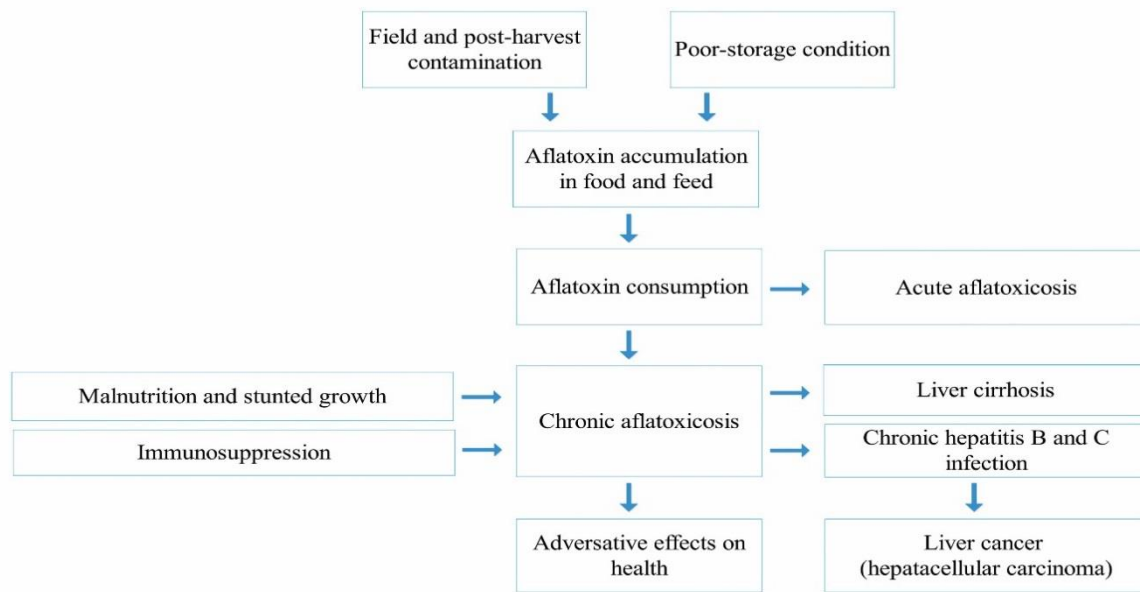 Field and post-harvest
contamination
Poor-storage condition
Aflatoxin accumulation
in food and feed
Aflatoxin consumption
Acute aflatoxicosis
Malnutrition and stunted growth
Immunosuppression
Chronic aflatoxicosis
Liver cirrhosis
Chronic hepatitis B and C
infection
Adversative effects on
health
Liver cancer
(hepatacellular carcinoma)